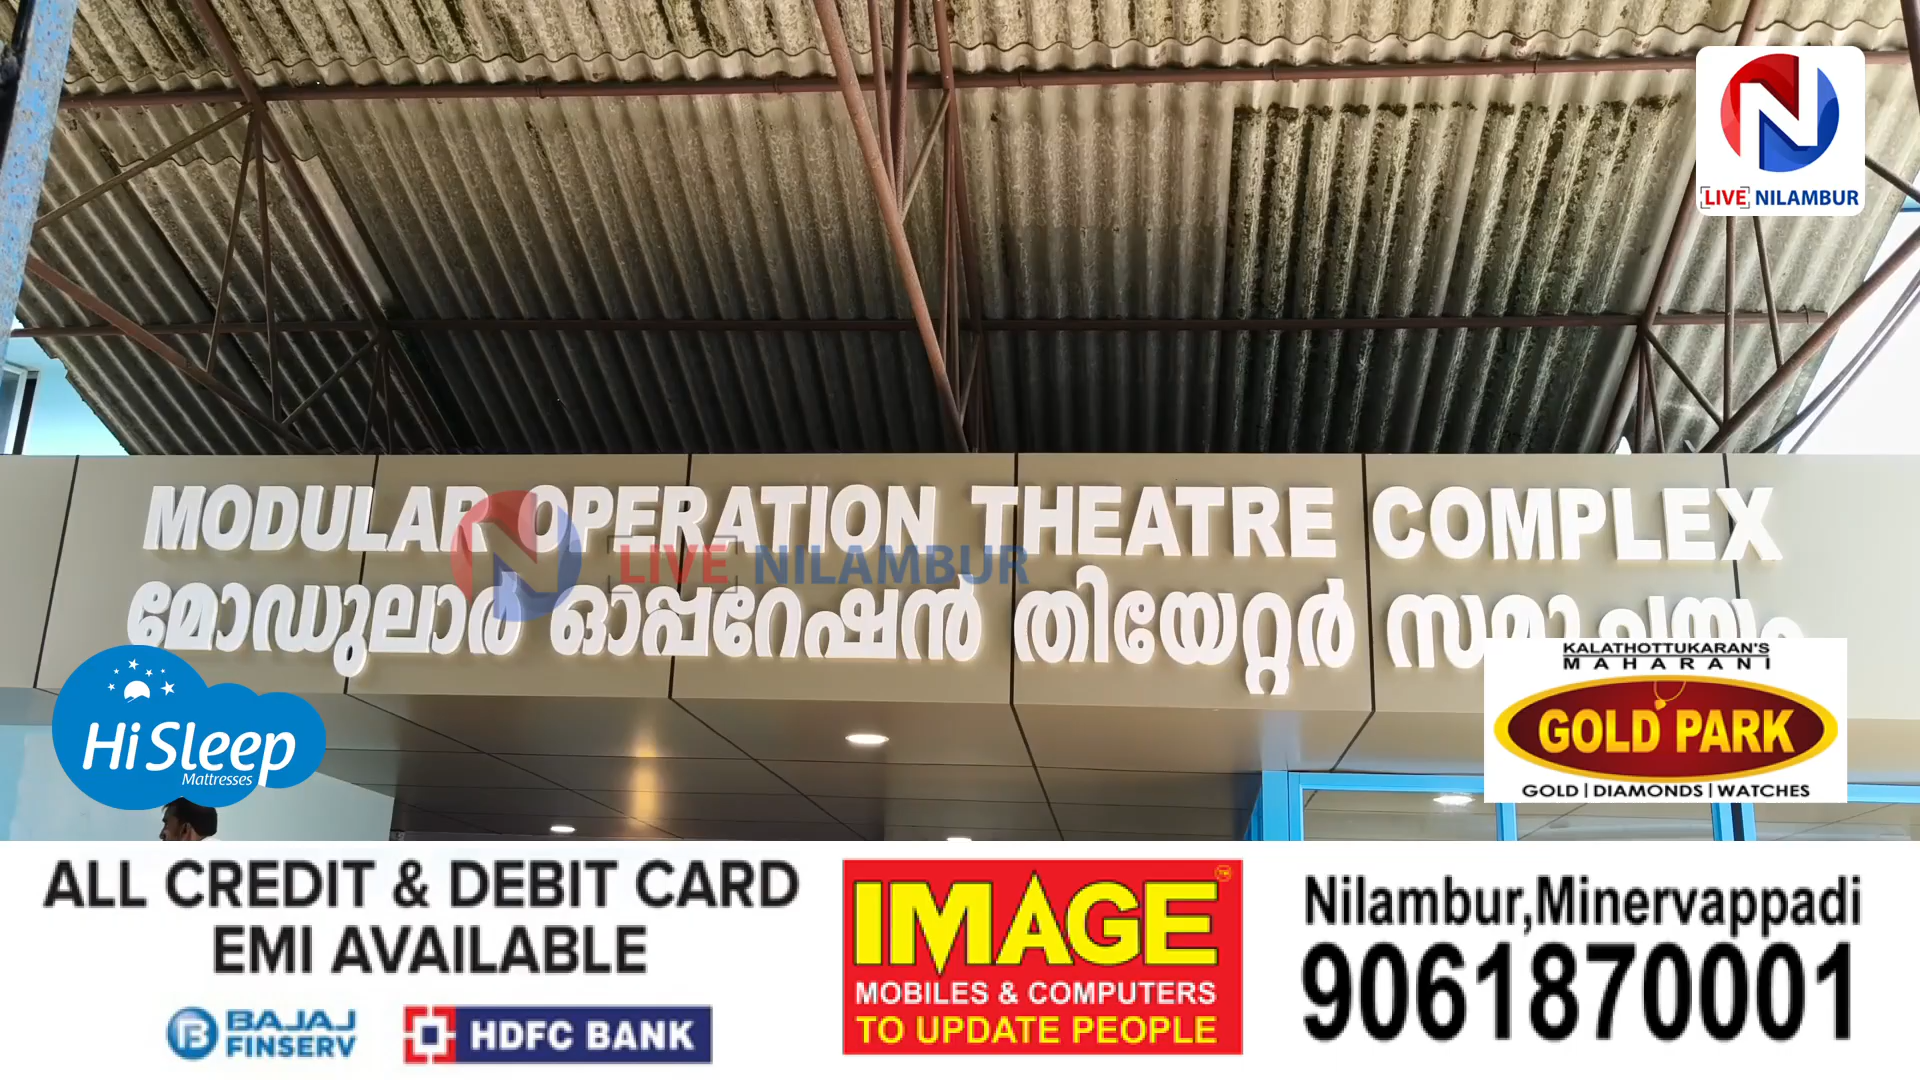 LIVE NILAMBUR
MODULAR OPERATION THEATRE COMPLEX
LIVE NILAMBUR
മോഡുലാർ ഓപ്പറേഷൻ തിയേറ്റർ
KALATHOTTUKARAN'S
MAHARANI
GOLD PARK
GOLD | DIAMONDS | WATCHES
Hi Sleep
Mattresses
ALL CREDIT & DEBIT CARD
EMI AVAILABLE
BAJAJ
FINSERV
HDFC BANK
IMAGE
MOBILES & COMPUTERS
TO UPDATE PEOPLE
Nilambur,Minervappadi
9061870001